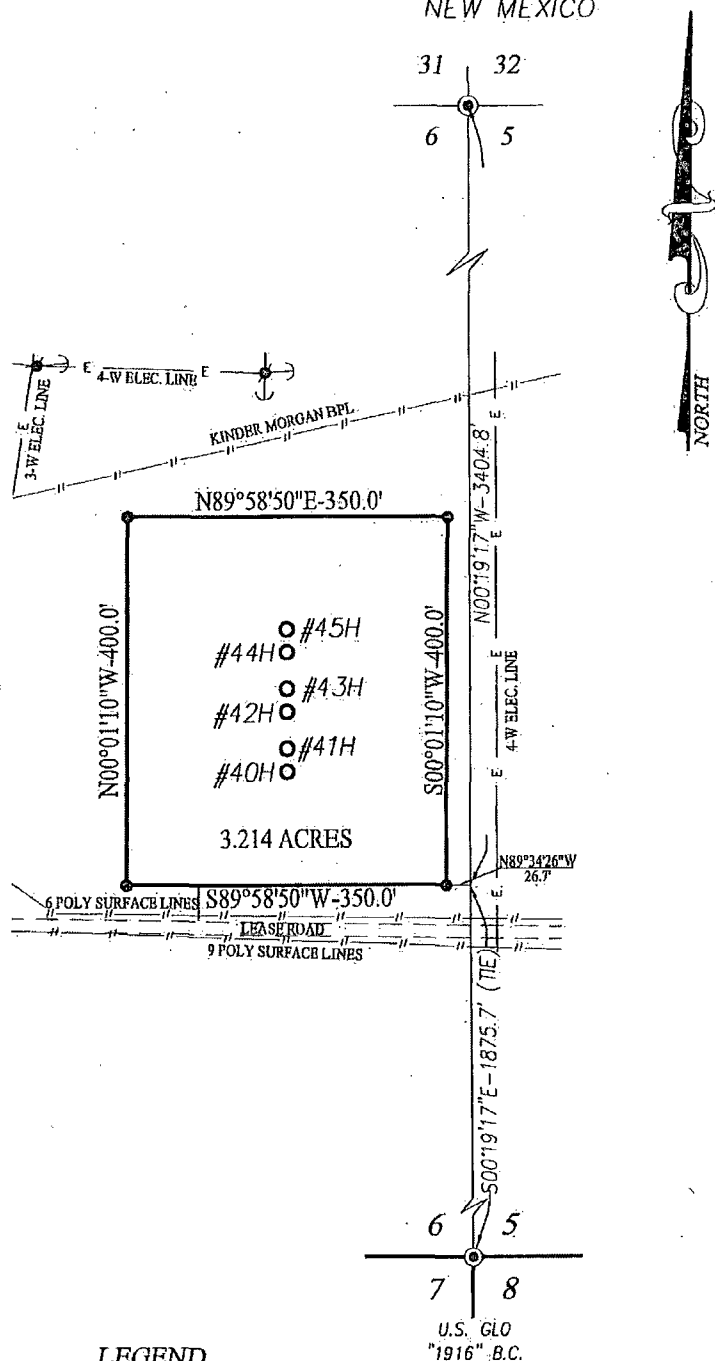 NEW MEXICO
31 32
6 5
NORTH
E 4-W ELEC. LINE E
E
3-W ELEC. LINE
KINDER MORGAN BPL
N00°19'17"W-3404.8'
E
E
E
4-W ELEC. LINE
E
E
N89°58'50"E-350.0'
N00°01'10"W-400.0'
S00°01'10"W-400.0'
#45H
#44H
#43H
#42H
#41H
#40H
3.214 ACRES
N89°34'26"W
26.7'
6 POLY SURFACE LINES
S89°58'50"W-350.0'
LEASE ROAD
9 POLY SURFACE LINES
S00°19'17"E-1875.7' (TIE)
6 5
7 8
U.S. GLO
"1916" B.C.
LEGEND